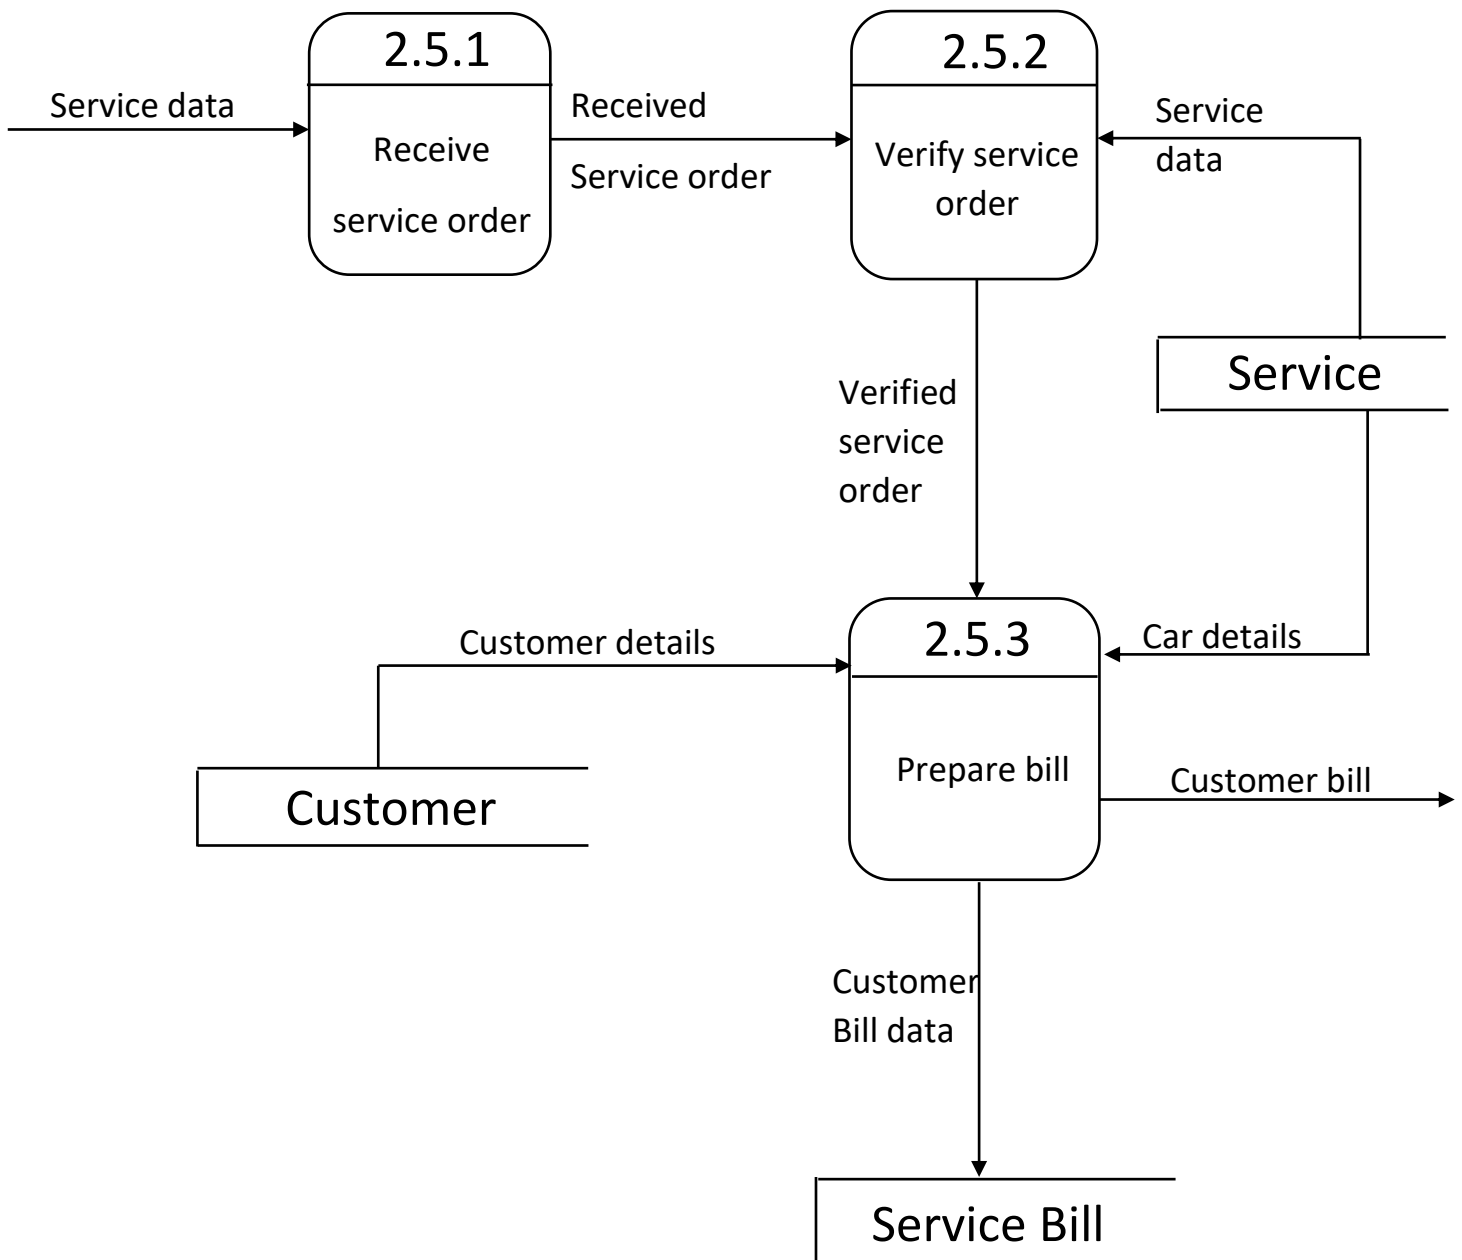 2.5.1
2.5.2
Service data
Received
Service
Receive
Verify service
data
Service order
service order
order
Service
Verified
service
order
2.5.3
Customer details
Car details
Prepare bill
Customer bill
Customer
Customer
Bill data
Service Bill